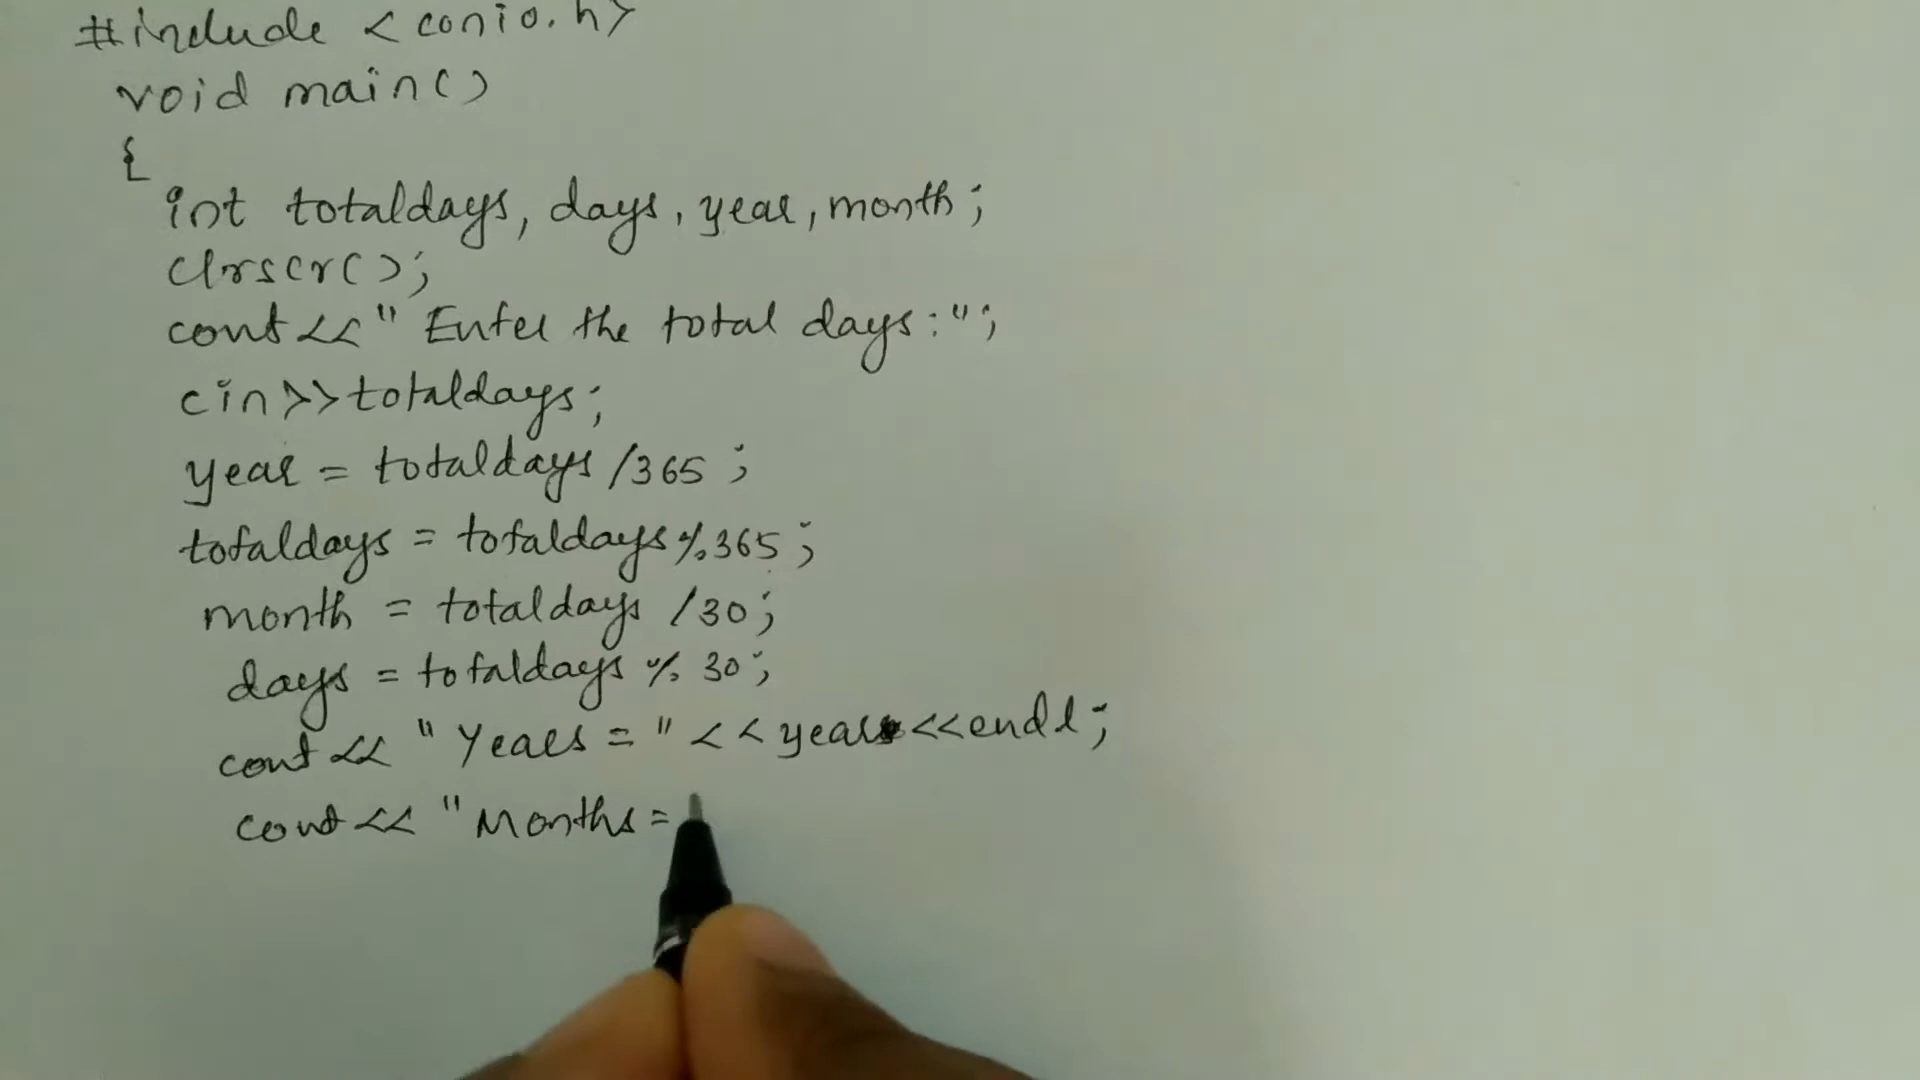 #include <conio.h>
void main()
{
int totaldays, days, year, month;
clrscr();
cout<<" Enter the total days:";
cin>>totaldays;
year = totaldays /365 ;
totaldays = totaldays%365 ;
month = totaldays /30;
days = totaldays % 30;
cout << " Years = " << year <<endl;
cout << " Months =